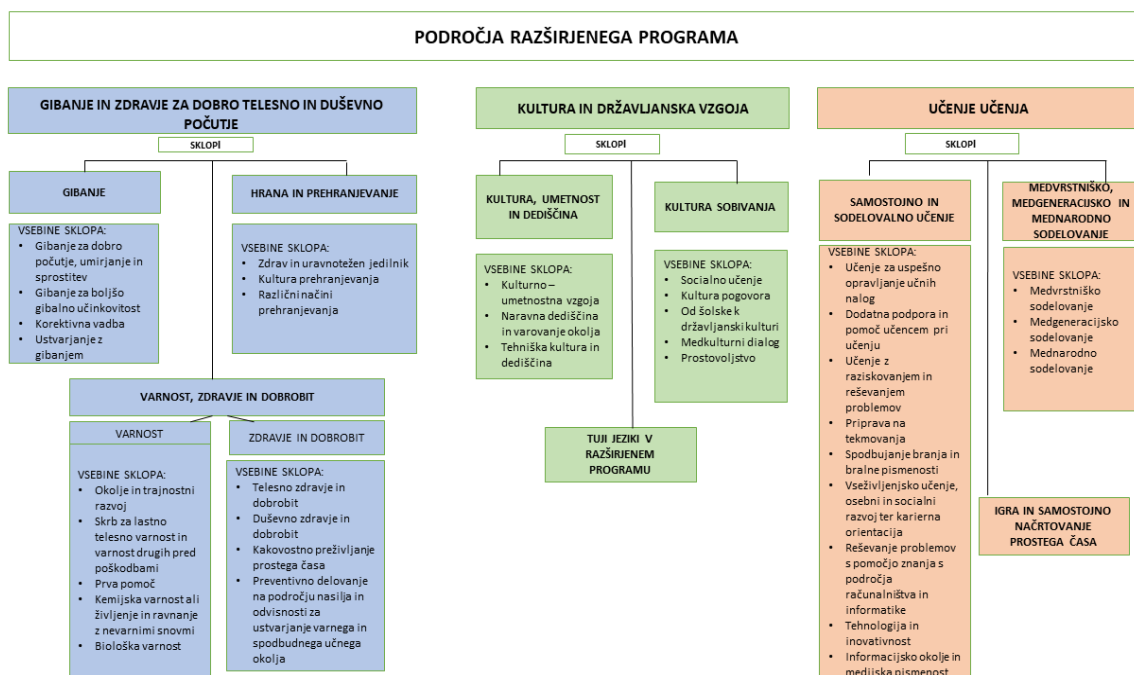 PODROČJA RAZŠIRJENEGA PROGRAMA
GIBANJE IN ZDRAVJE ZA DOBRO TELESNO IN DUŠEVNO
POČUTJE
SKLOPI
GIBANJE
VSEBINE SKLOPA:
• Gibanje za dobro
počutje, umirjanje in
sprostitev
• Gibanje za boljšo
gibalno učinkovitost
• Korektivna vadba
• Ustvarjanje z
gibanjem
HRANA IN PREHRANJEVANJE
VSEBINE SKLOPA:
• Zdrav in uravnotežen jedilnik
• Kultura prehranjevanja
• Različni načini
prehranjevanja
VARNOST, ZDRAVJE IN DOBROBIT
VARNOST
VSEBINE SKLOPA:
• Okolje in trajnostni
razvoj
• Skrb za lastno
telesno varnost in
varnost drugih pred
poškodbami
• Prva pomoč
• Kemijska varnost ali
življenje in ravnanje
z nevarnimi snovmi
• Biološka varnost
ZDRAVJE IN DOBROBIT
VSEBINE SKLOPA:
• Telesno zdravje in
dobrobit
• Duševno zdravje in
dobrobit
• Kakovostno preživljanje
prostega časa
• Preventivno delovanje
na področju nasilja in
odvisnosti za
ustvarjanje varnega in
spodbudnega učnega
okolja
KULTURA IN DRŽAVLJANSKA VZGOJA
SKLOPI
KULTURA, UMETNOST
IN DEDIŠČINA
VSEBINE SKLOPA:
• Kulturno –
umetnostna vzgoja
• Naravna dediščina
in varovanje okolja
• Tehniška kultura in
dediščina
KULTURA SOBIVANJA
VSEBINE SKLOPA:
• Socialno učenje
• Kultura pogovora
• Od šolske k
državljanski kulturi
• Medkulturni dialog
• Prostovoljstvo
TUJI JEZIKI V
RAZŠIRJENEM
PROGRAMU
UČENJE UČENJA
SKLOPI
SAMOSTOJNO IN
SODELOVALNO UČENJE
VSEBINE SKLOPA:
• Učenje za uspešno
opravljanje učnih
nalog
• Dodatna podpora in
pomoč učencem pri
učenju
• Učenje z
raziskovanjem in
reševanjem
problemov
• Priprava na
tekmovanja
• Spodbujanje branja in
bralne pismenosti
• Vseživljenjsko učenje,
osebni in socialni
razvoj ter karierna
orientacija
• Reševanje problemov
s pomočjo znanja s
področja
računalništva in
informatike
• Tehnologija in
inovativnost
• Informacijsko okolje in
medijska pismenost
MEDVRSTNIŠKO,
MEDGENERACIJSKO IN
MEDNARODNO
SODELOVANJE
VSEBINE SKLOPA:
• Medvrstniško
sodelovanje
• Medgeneracijsko
sodelovanje
• Mednarodno
sodelovanje
IGRA IN SAMOSTOJNO
NAČRTOVANJE
PROSTEGA ČASA